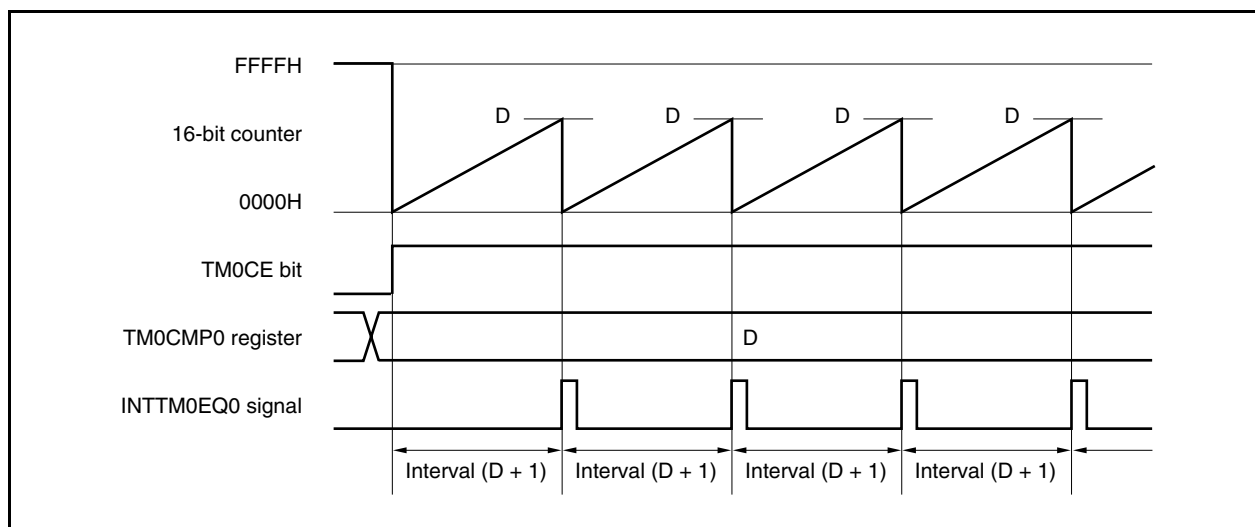 FFFFH
D D D D
16-bit counter
0000H
TM0CE bit
TM0CMP0 register D
INTTM0EQ0 signal
Interval (D + 1) Interval (D + 1) Interval (D + 1) Interval (D + 1)